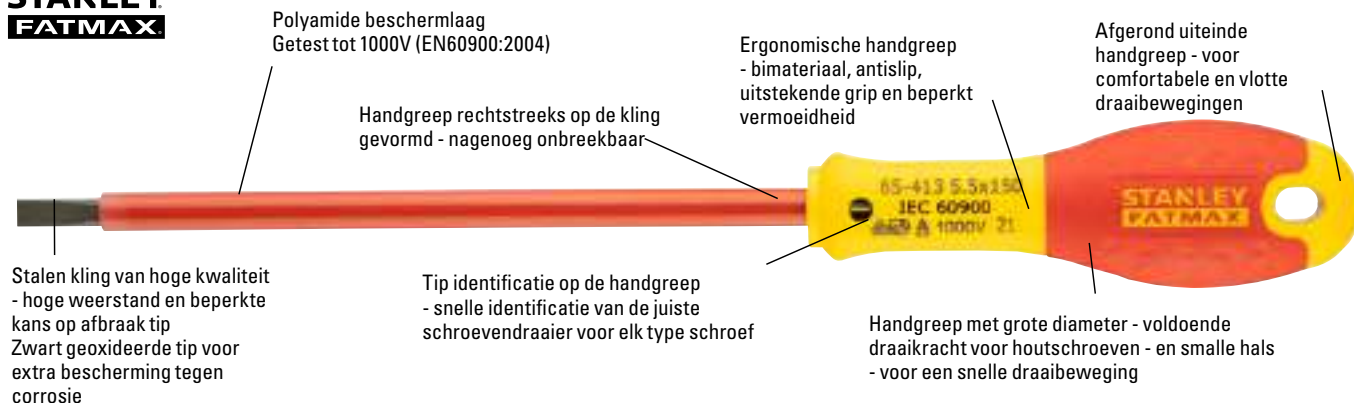 STANLEY
FATMAX
Polyamide beschermlaag
Getest tot 1000V (EN60900:2004)
Handgreep rechtstreeks op de kling
gevormd - nagenoeg onbreekbaar
Ergonomische handgreep
- bimateriaal, antislip,
uitstekende grip en beperkt
vermoeidheid
Afgerond uiteinde
handgreep - voor
comfortabele en vlotte
draaibewegingen
65-413 5.5x150
IEC 60900
1000V 21
STANLEY
FATMAX
Stalen kling van hoge kwaliteit
- hoge weerstand en beperkte
kans op afbraak tip
Zwart geoxideerde tip voor
extra bescherming tegen
corrosie
Tip identificatie op de handgreep
- snelle identificatie van de juiste
schroevendraaier voor elk type schroef
Handgreep met grote diameter - voldoende
draaikracht voor houtschroeven - en smalle hals
- voor een snelle draaibeweging